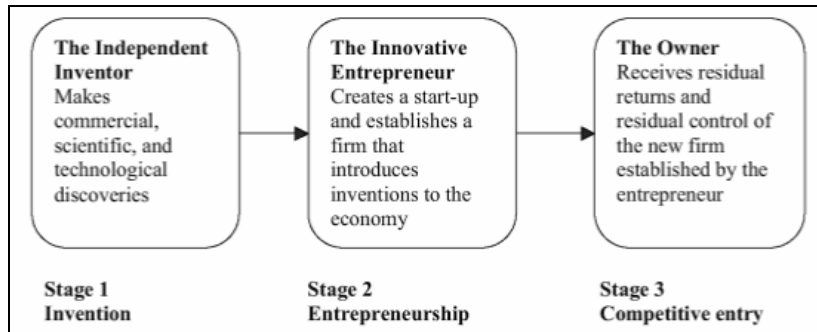 The Independent
Inventor
Makes
commercial,
scientific, and
technological
discoveries
The Innovative
Entrepreneur
Creates a start-up
and establishes a
firm that
introduces
inventions to the
economy
The Owner
Receives residual
returns and
residual control of
the new firm
established by the
entrepreneur
Stage 1
Invention
Stage 2
Entrepreneurship
Stage 3
Competitive entry